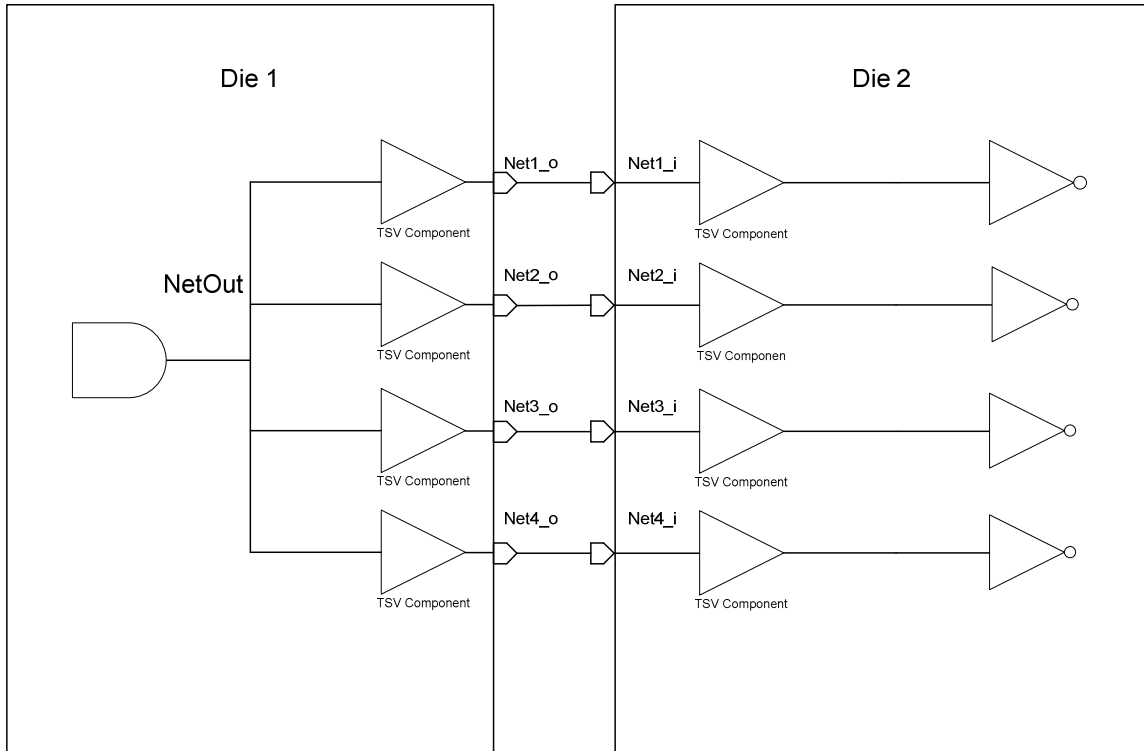 Die 1
Die 2
Net1_o
Net1_i
TSV Component
TSV Component
NetOut
Net2_o
Net2_i
TSV Component
TSV Componen
Net3_o
Net3_i
TSV Component
TSV Component
Net4_o
Net4_i
TSV Component
TSV Component